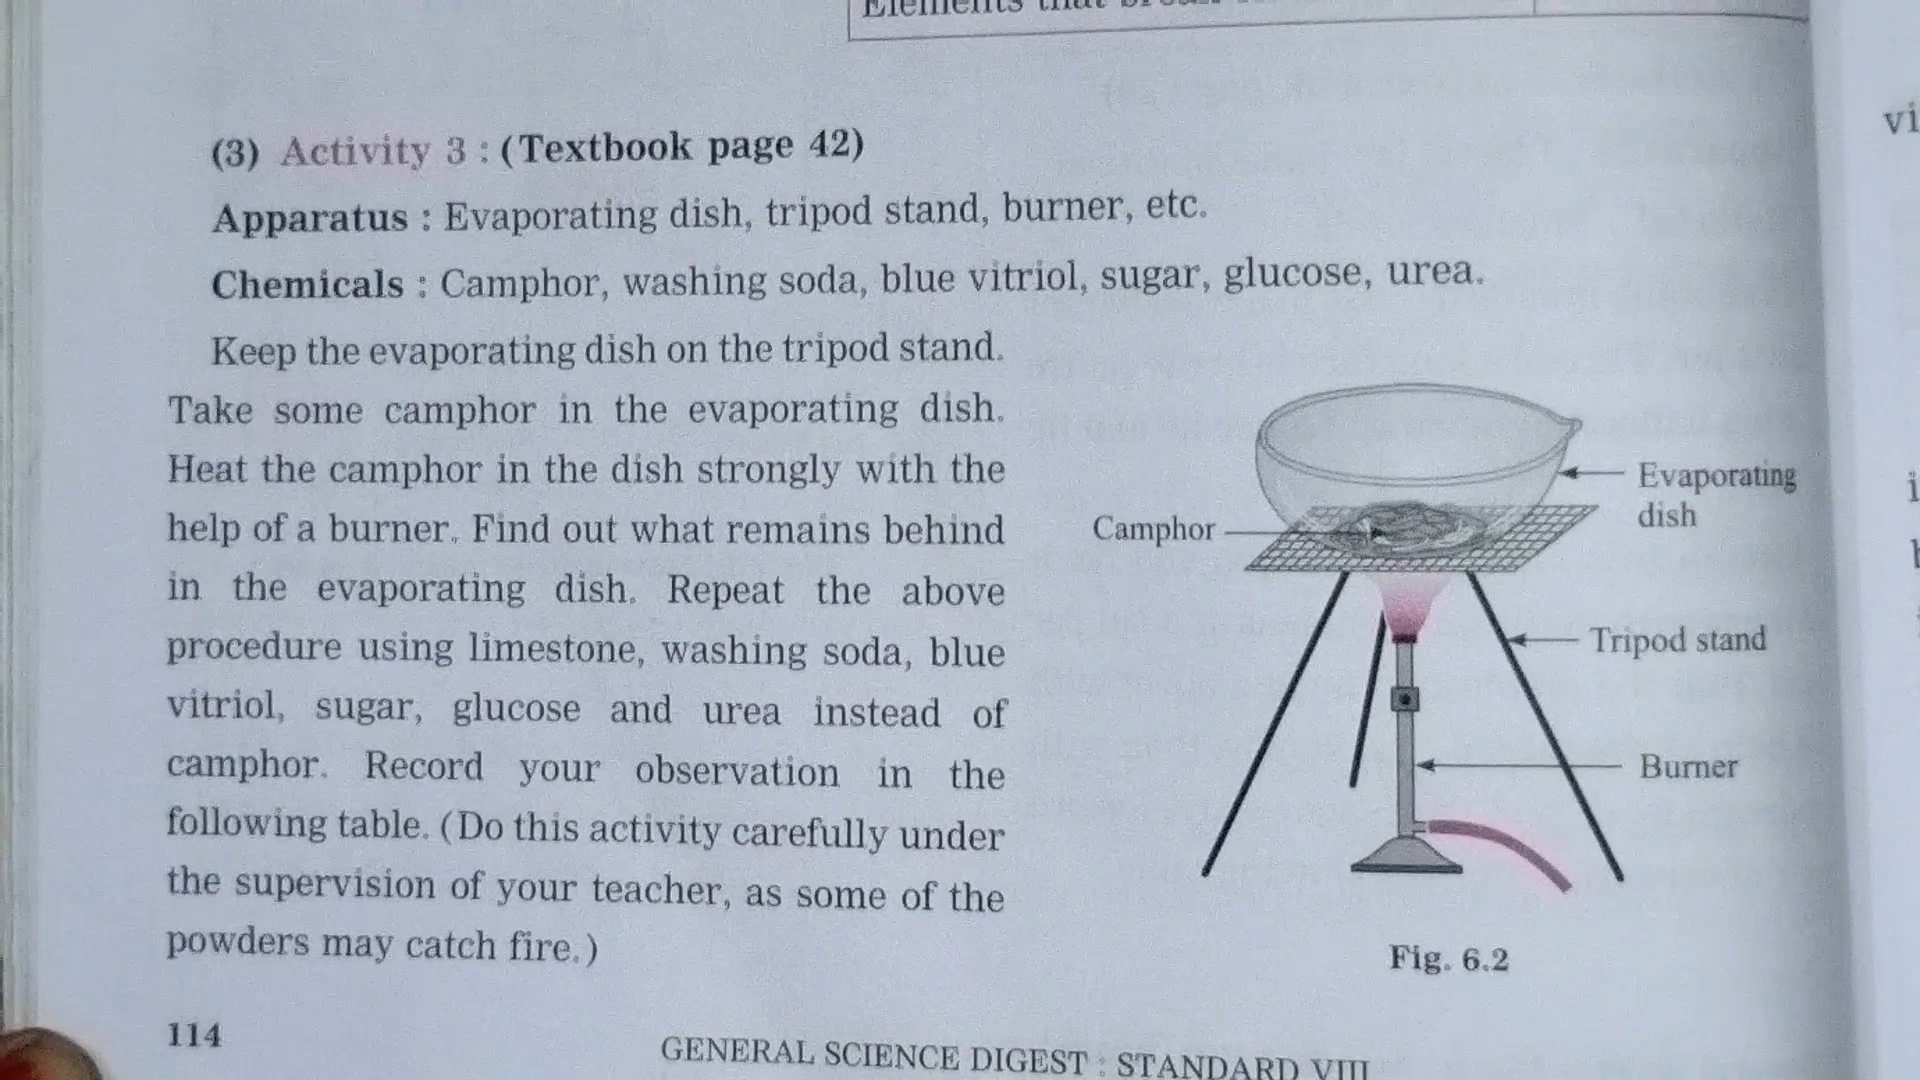 Elements that
(3) Activity 3 : (Textbook page 42)
Apparatus : Evaporating dish, tripod stand, burner, etc.
Chemicals : Camphor, washing soda, blue vitriol, sugar, glucose, urea.
Keep the evaporating dish on the tripod stand.
Take some camphor in the evaporating dish.
Heat the camphor in the dish strongly with the
help of a burner. Find out what remains behind
in the evaporating dish. Repeat the above
procedure using limestone, washing soda, blue
vitriol, sugar, glucose and urea instead of
camphor. Record your observation in the
following table. (Do this activity carefully under
the supervision of your teacher, as some of the
powders may catch fire.)
Evaporating
dish
Camphor
Tripod stand
Burner
Fig. 6.2
114
GENERAL SCIENCE DIGEST : STANDARD VIII
vi